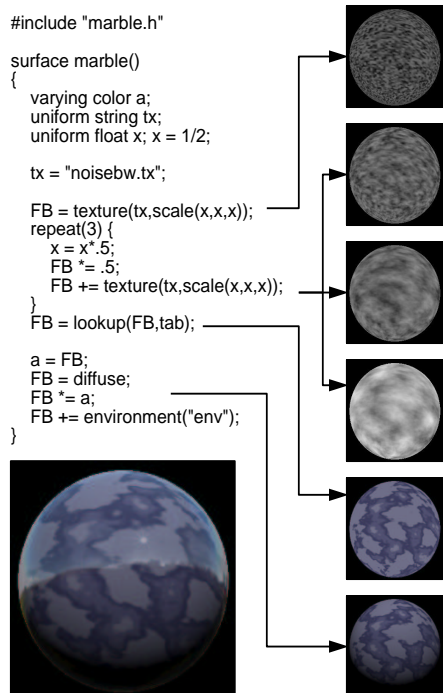 #include "marble.h"
surface marble()
{
varying color a;
uniform string tx;
uniform float x; x = 1/2;
tx = "noisebw.tx";
FB = texture(tx,scale(x,x,x));
repeat(3) {
x = x*.5;
FB *= .5;
FB += texture(tx,scale(x,x,x));
}
FB = lookup(FB,tab);
a = FB;
FB = diffuse;
FB *= a;
FB += environment("env");
}